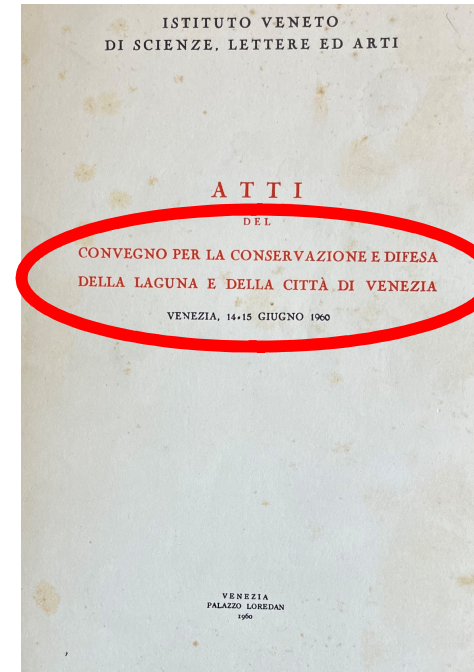 ISTITUTO VENETO
DI SCIENZE, LETTERE ED ARTI
ATTI
DEL
CONVEGNO PER LA CONSERVAZIONE E DIFESA
DELLA LAGUNA E DELLA CITTÀ DI VENEZIA
VENEZIA, 14-15 GIUGNO 1960
VENEZIA
PALAZZO LOREDAN
1960